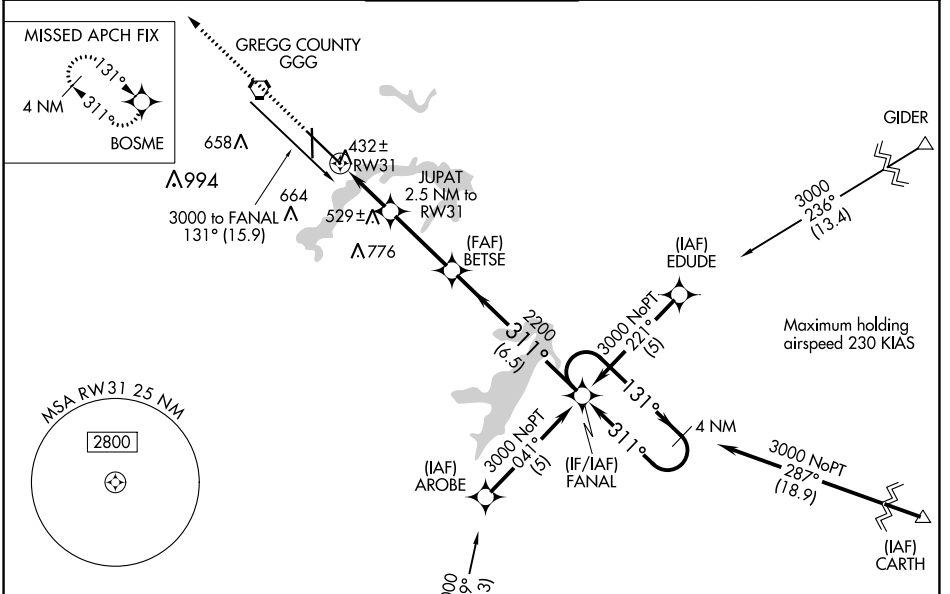 MISSED APCH FIX
131°
4 NM
311°
BOSME
GREGG COUNTY
GGG
658
994
432±
RW31
664
3000 to FANAL
131° (15.9)
529±
JUPAT
2.5 NM to
RW31
776
(FAF)
BETSE
GIDER
3000
236°
(13.4)
(IAF)
EDUDE
3000 NoPT
221°
(5)
Maximum holding
airspeed 230 KIAS
2200
311°
(6.5)
131°
4 NM
311°
(IF/IAF)
FANAL
3000 NoPT
041°
(5)
(IAF)
AROBE
3000 NoPT
287°
(18.9)
(IAF)
CARTH
MSA RW31 25 NM
2800